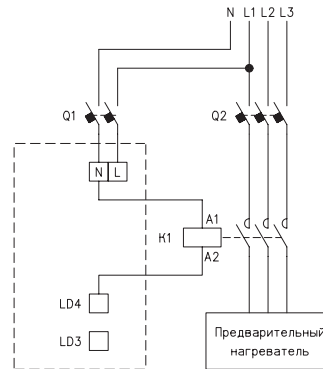 N L1 L2 L3
Q1
Q2
N L
A1
K1
A2
LD4
LD3
Предварительный
нагреватель